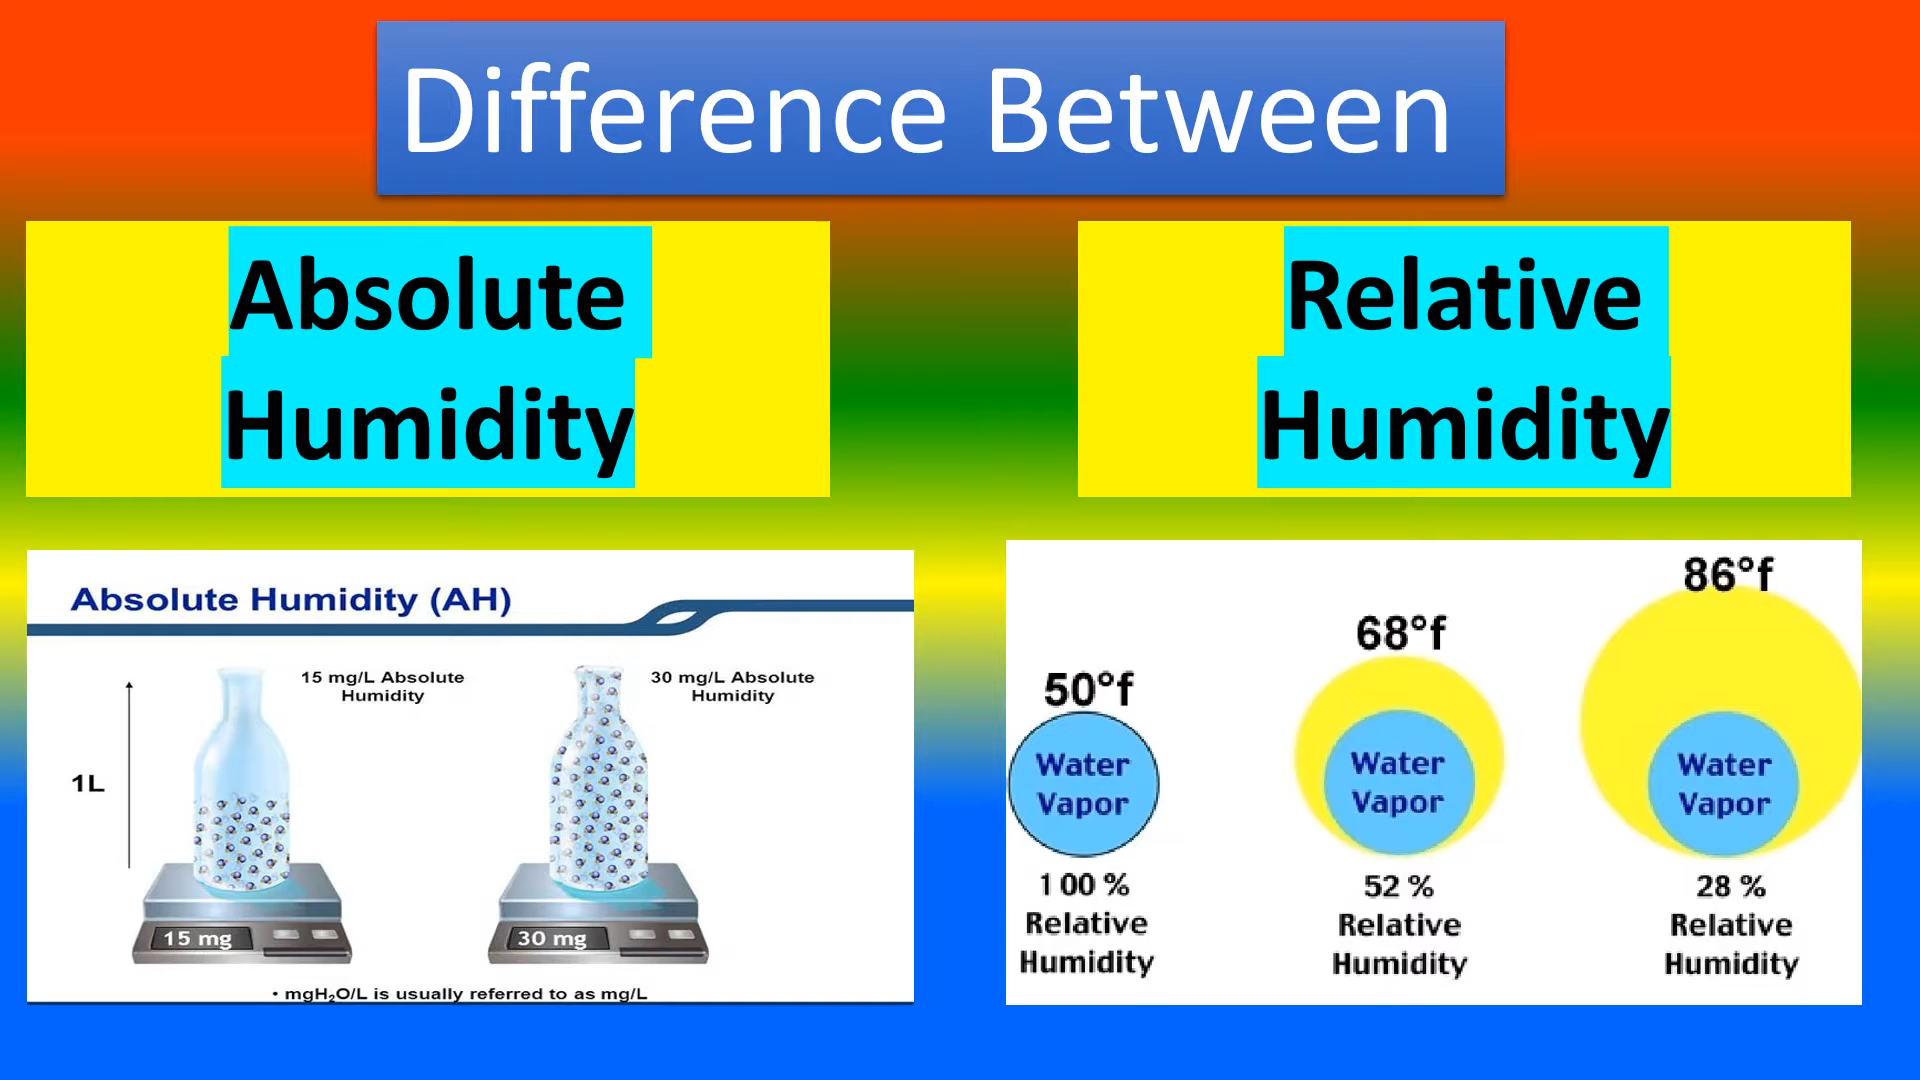 Difference Between
Absolute
Humidity
Relative
Humidity
Absolute Humidity (AH)
15 mg/L Absolute
Humidity
30 mg/L Absolute
Humidity
1L
15 mg
30 mg
• mgH₂O/L is usually referred to as mg/L
50°f
Water
Vapor
100 %
Relative
Humidity
68°f
Water
Vapor
52 %
Relative
Humidity
86°f
Water
Vapor
28 %
Relative
Humidity